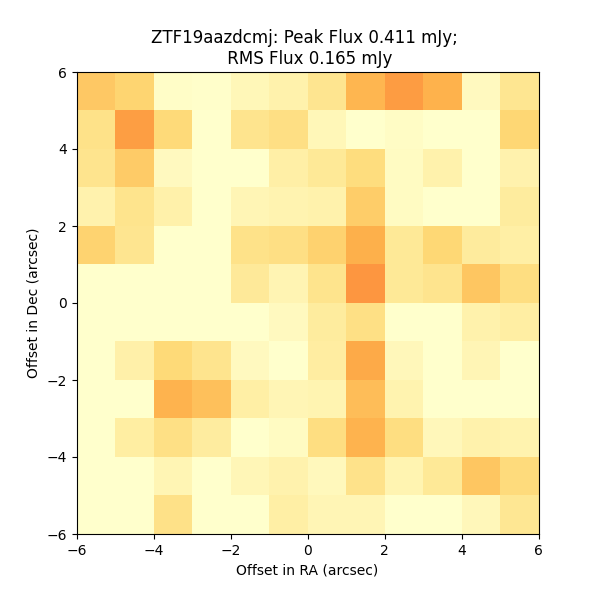 ZTF19aazdcmj: Peak Flux 0.411 mJy;
RMS Flux 0.165 mJy
6
4
2
0
−2
−4
−6
Offset in Dec (arcsec)
−6 −4 −2 0 2 4 6
Offset in RA (arcsec)